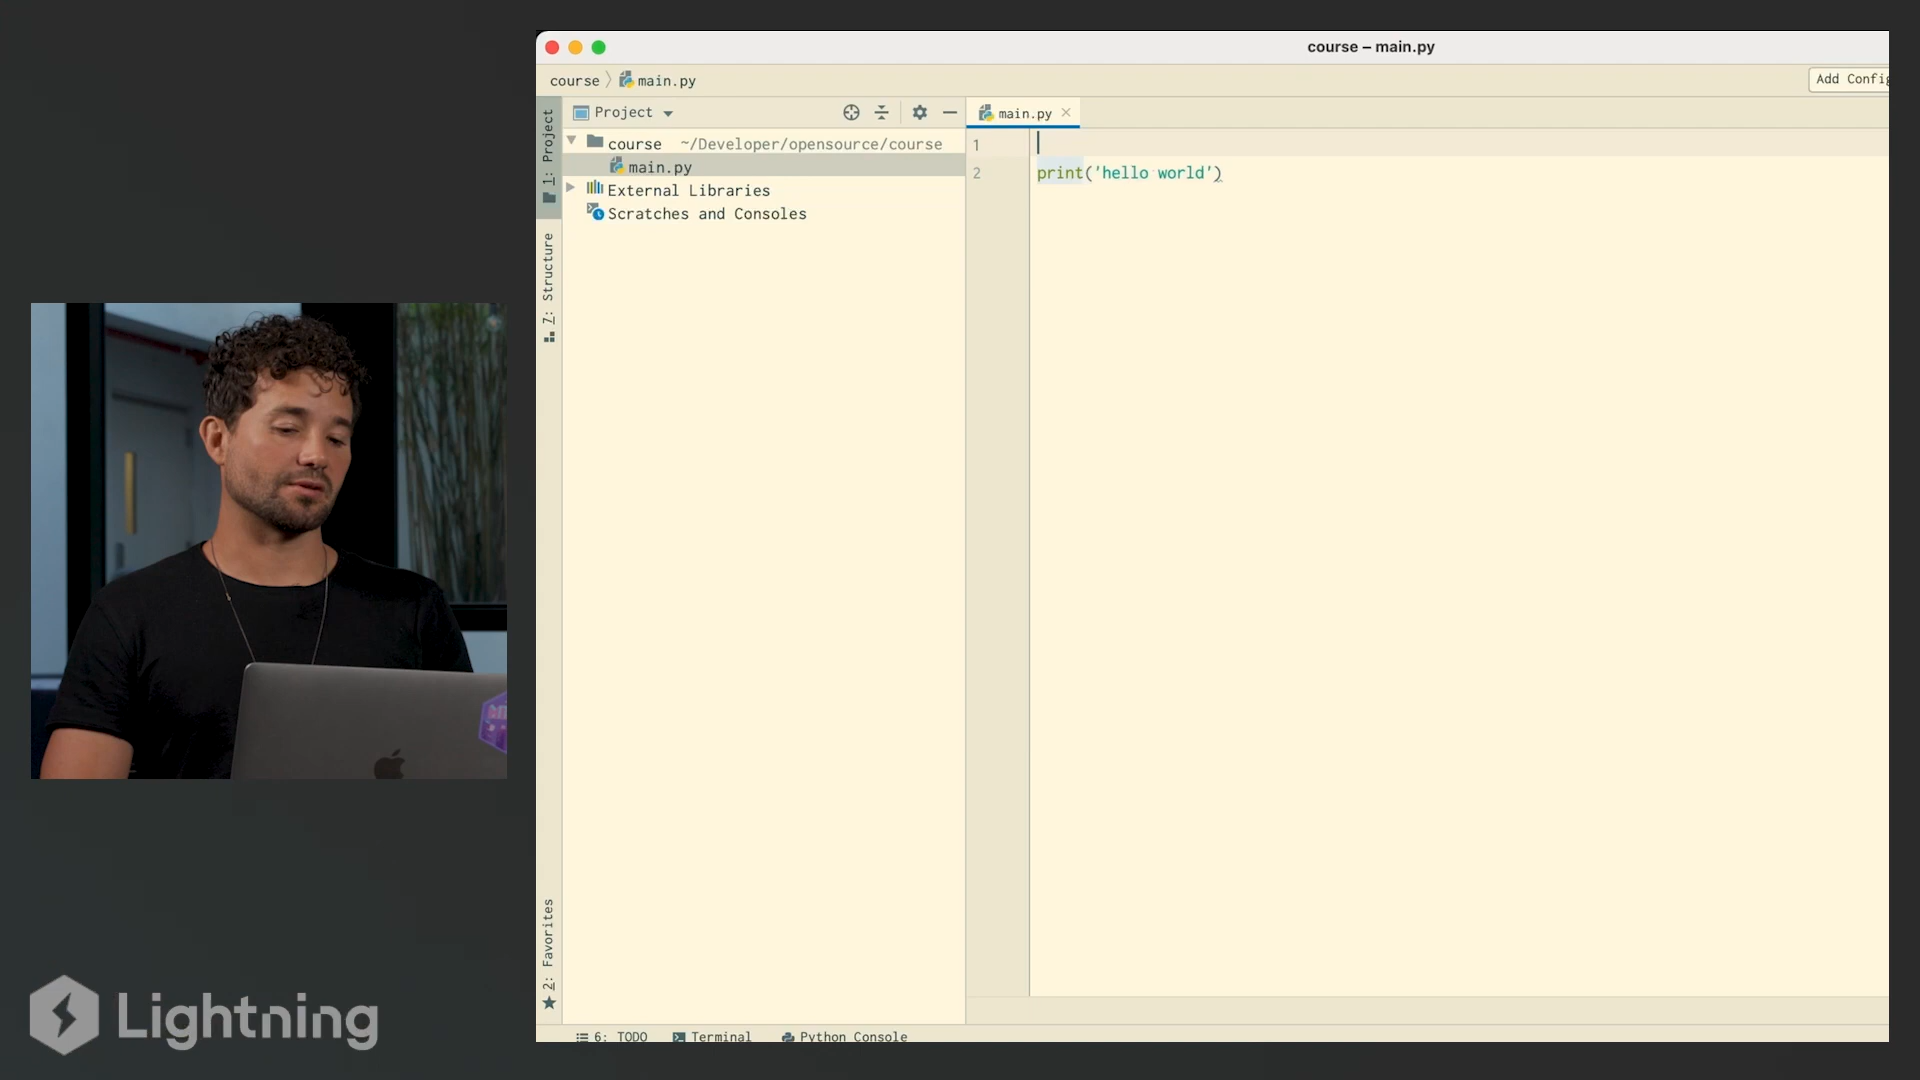 course – main.py
course main.py
Add Config
Project
main.py
1: Project
course ~/Developer/opensource/course
main.py
External Libraries
Scratches and Consoles
7: Structure
1
2 print('hello world')
2: Favorites
6: TODO Terminal Python Console
Lightning